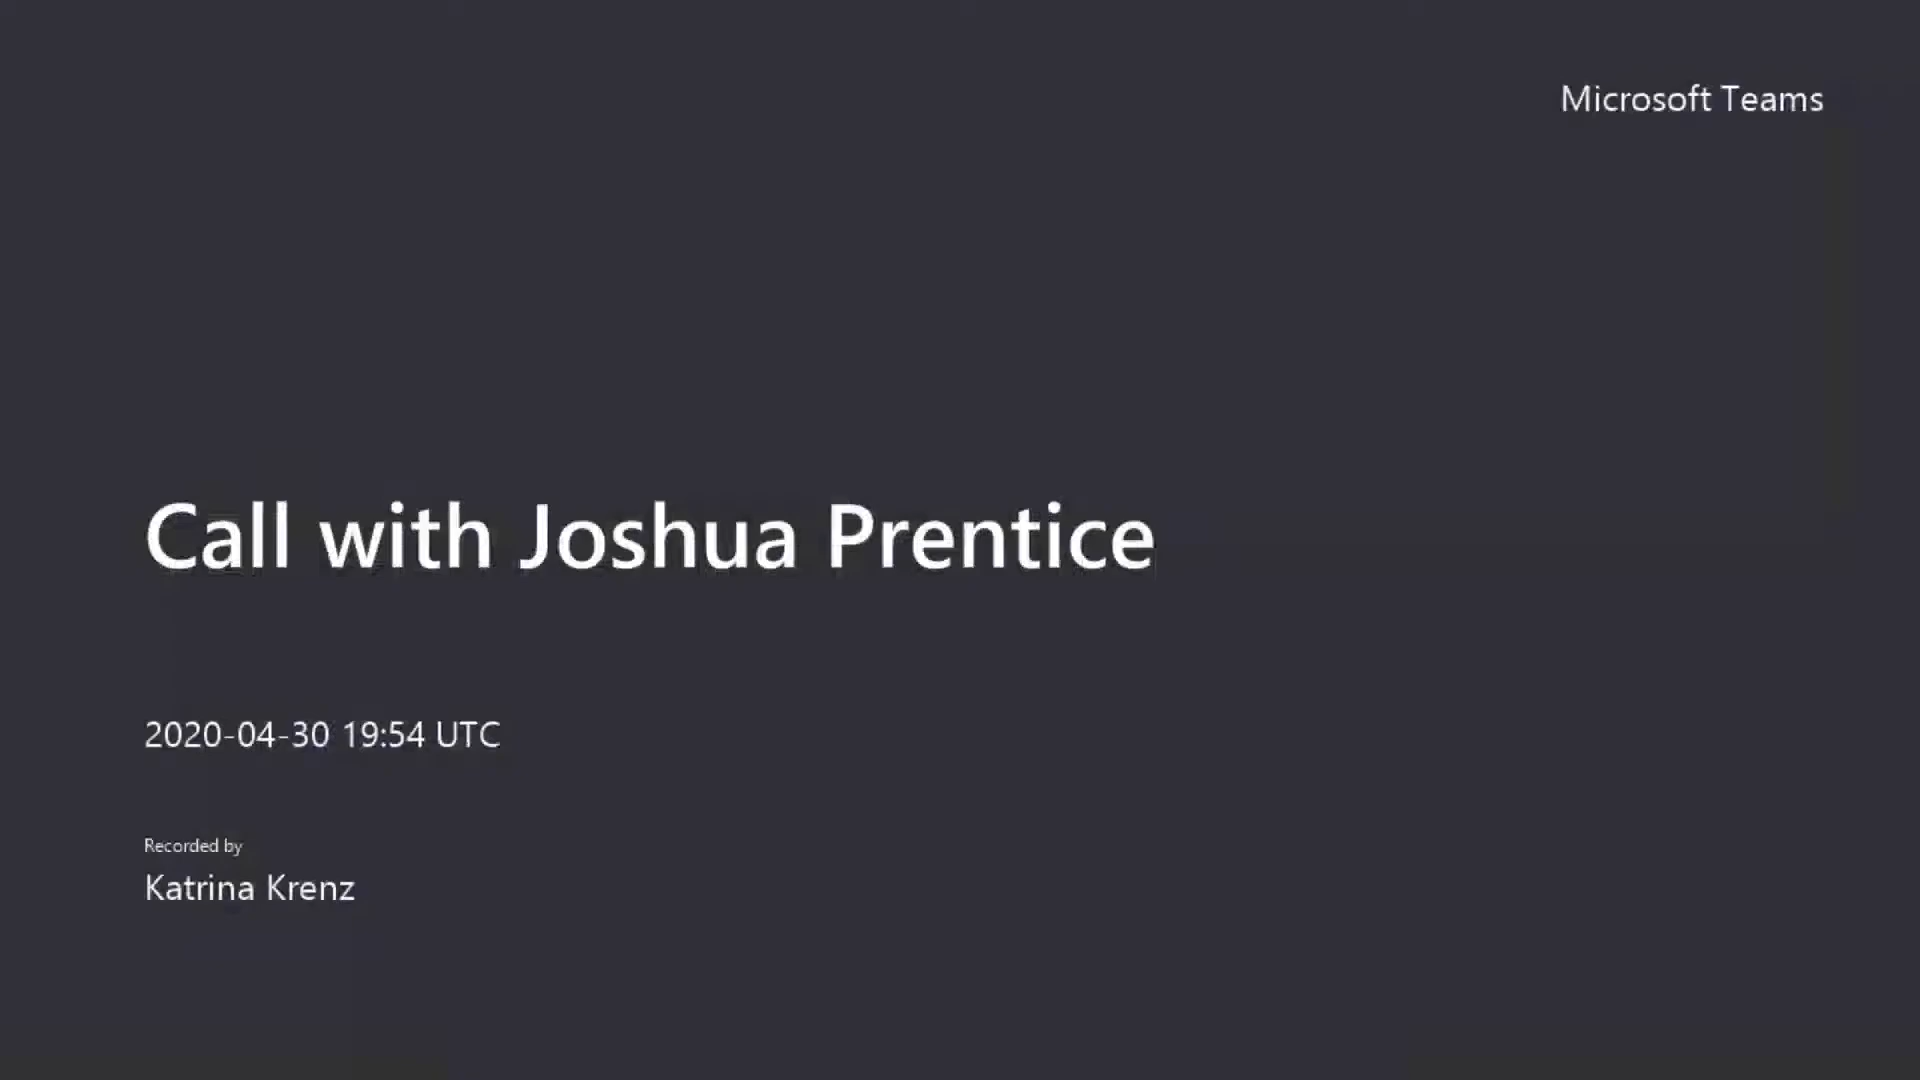 Microsoft Teams
Call with Joshua Prentice
2020-04-30 19:54 UTC
Recorded by
Katrina Krenz